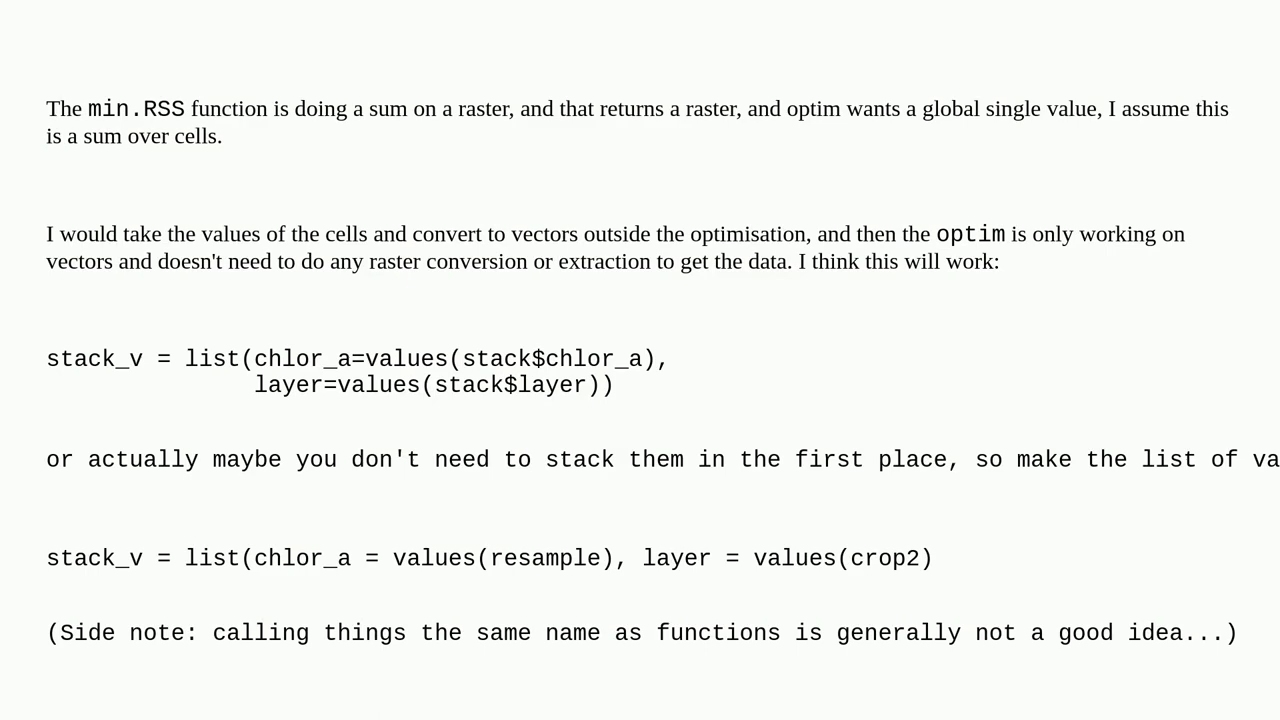 The min.RSS function is doing a sum on a raster, and that returns a raster, and optim wants a global single value, I assume this
is a sum over cells.
I would take the values of the cells and convert to vectors outside the optimisation, and then the optim is only working on
vectors and doesn't need to do any raster conversion or extraction to get the data. I think this will work:
stack_v = list(chlor_a=values(stack$chlor_a),
layer=values(stack$layer))
or actually maybe you don't need to stack them in the first place, so make the list of
stack_v = list(chlor_a = values(resample), layer = values(crop2)
(Side note: calling things the same name as functions is generally not a good idea...)